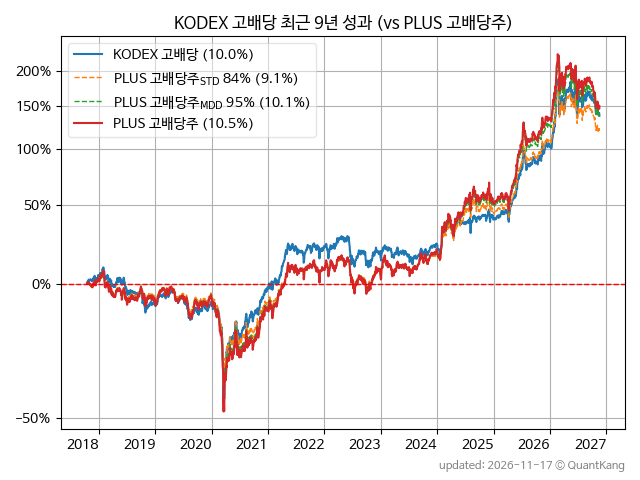 KODEX 고배당 최근 9년 성과 (vs PLUS 고배당주)
KODEX 고배당 (10.0%)
PLUS 고배당주STD 84% (9.1%)
PLUS 고배당주MDD 95% (10.1%)
PLUS 고배당주 (10.5%)
200%
150%
100%
50%
0%
−50%
2018 2019 2020 2021 2022 2023 2024 2025 2026 2027
updated: 2026-11-17 © QuantKang